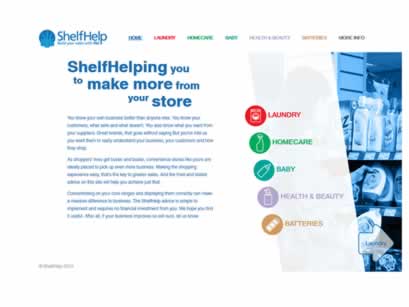 ShelfHelp
Build your sales with P&G
HOME LAUNDRY HOMECARE BABY HEALTH & BEAUTY BATTERIES MORE INFO
ShelfHelping you
to make more from
your store
You know your own business better than anyone else. You know your
customers, what sells and what doesn't. You also know what you want from
your suppliers. Great brands, that goes without saying. But you've told us
you want them to really understand your business, your customers and how
they shop.
As shoppers' lives get busier and busier, convenience stores like yours are
ideally placed to pick up even more business. Making the shopping
experience easy, that's the key to greater sales. And the tried and tested
advice on this site will help you achieve just that.
Concentrating on your core ranges and displaying them correctly can make
a massive difference to business. The ShelfHelp advice is simple to
implement and requires no financial investment from you. We hope you find
it useful. After all, if your business improves so will ours.
LAUNDRY
HOMECARE
BABY
HEALTH & BEAUTY
BATTERIES
Laundry